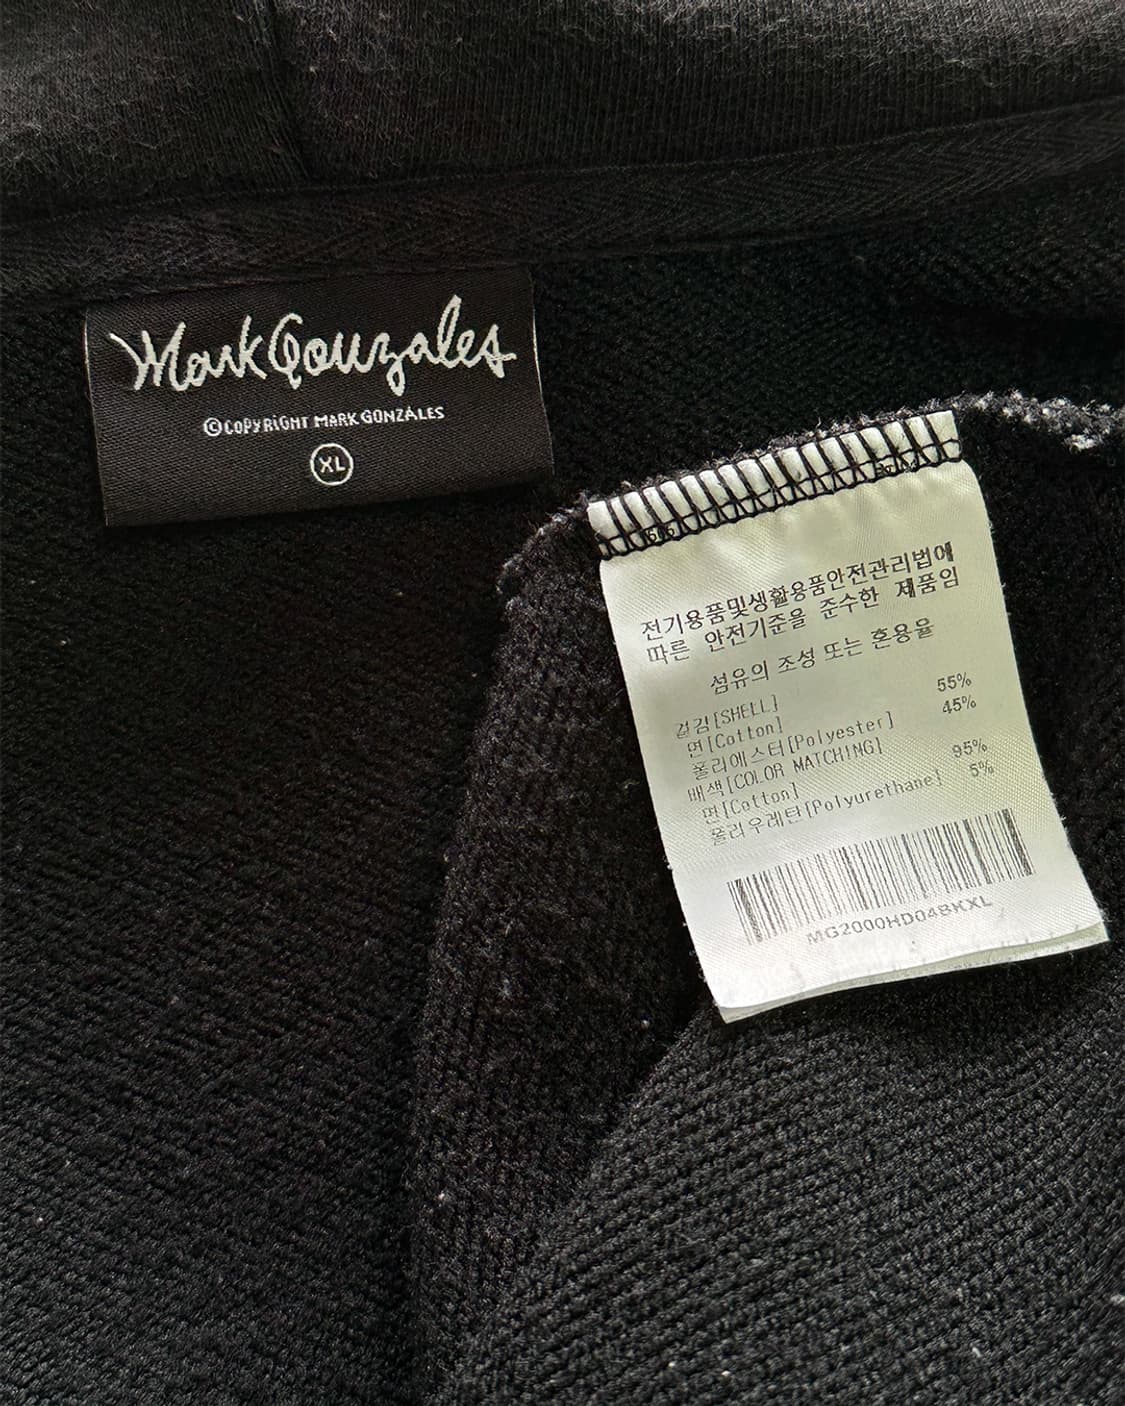 Mark Gonzales
©COPYRIGHT MARK GONZALES
XL
전기용품및생활용품안전관리법에
따른 안전기준을 준수한 제품임
섬유의 조성 또는 혼용율
겉감[SHELL]
면[Cotton] 55%
폴리에스터[Polyester] 45%
배색[COLOR MATCHING]
면[Cotton] 95%
폴리우레탄[Polyurethane] 5%
MG2000HD04BKXL